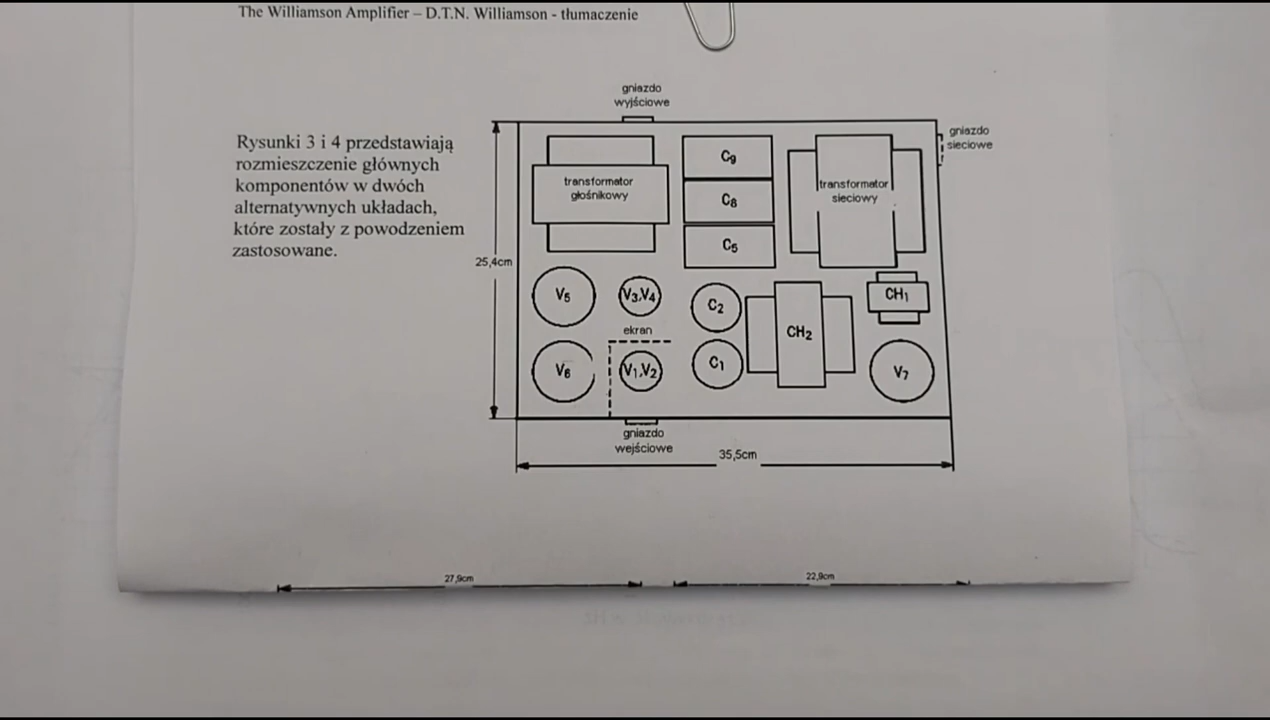 The Williamson Amplifier – D.T.N. Williamson - tłumaczenie
Rysunki 3 i 4 przedstawiają
rozmieszczenie głównych
komponentów w dwóch
alternatywnych układach,
które zostały z powodzeniem
zastosowane.
gniazdo
wyjściowe
gniazdo
sieciowe
transformator
głośnikowy
C9
C8
C5
transformator
sieciowy
25,4cm
V5
V3,V4
C2
CH1
CH2
ekran
V6
V1,V2
C1
V7
gniazdo
wejściowe
35,5cm
27,9cm
22,9cm